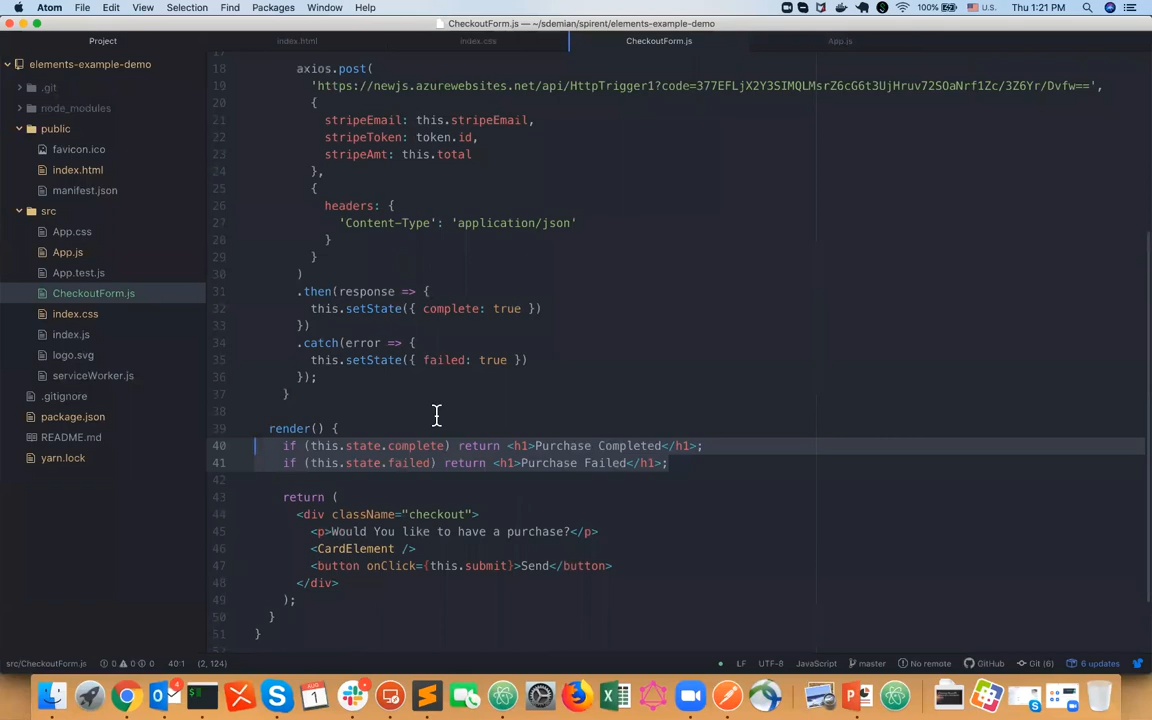 Atom File Edit View Selection Find Packages Window Help 100% U.S. Thu 1:21 PM
CheckoutForm.js — ~/sdemian/spirent/elements-example-demo
Project index.html index.css CheckoutForm.js App.js
elements-example-demo
.git
node_modules
public
favicon.ico
index.html
manifest.json
src
App.css
App.js
App.test.js
CheckoutForm.js
index.css
index.js
logo.svg
serviceWorker.js
.gitignore
package.json
README.md
yarn.lock
17
18 axios.post(
19 'https://newjs.azurewebsites.net/api/HttpTrigger1?code=377EFLjX2Y3SIMQLMsrZ6cG6t3UjHruv72SOaNrf1Zc/3Z6Yr/Dvfw==',
20 {
21 stripeEmail: this.stripeEmail,
22 stripeToken: token.id,
23 stripeAmt: this.total
24 },
25 {
26 headers: {
27 'Content-Type': 'application/json'
28 }
29 }
30 )
31 .then(response => {
32 this.setState({ complete: true })
33 })
34 .catch(error => {
35 this.setState({ failed: true })
36 });
37 }
38
39 render() {
40 if (this.state.complete) return <h1>Purchase Completed</h1>;
41 if (this.state.failed) return <h1>Purchase Failed</h1>;
42
43 return (
44 <div className="checkout">
45 <p>Would You like to have a purchase?</p>
46 <CardElement />
47 <button onClick={this.submit}>Send</button>
48 </div>
49 );
50 }
51 }
52
src/CheckoutForm.js 0 0 0 40:1 (2, 124) LF UTF-8 JavaScript master No remote GitHub Git (6) 6 updates